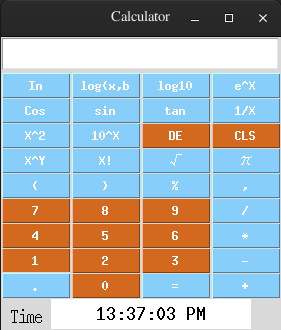 Calculator
In log(x,b log10 e^X
Cos sin tan 1/X
X^2 10^X DE CLS
X^Y X! √ π
( ) % ,
7 8 9 /
4 5 6 *
1 2 3 -
. 0 = +
Time 13:37:03 PM